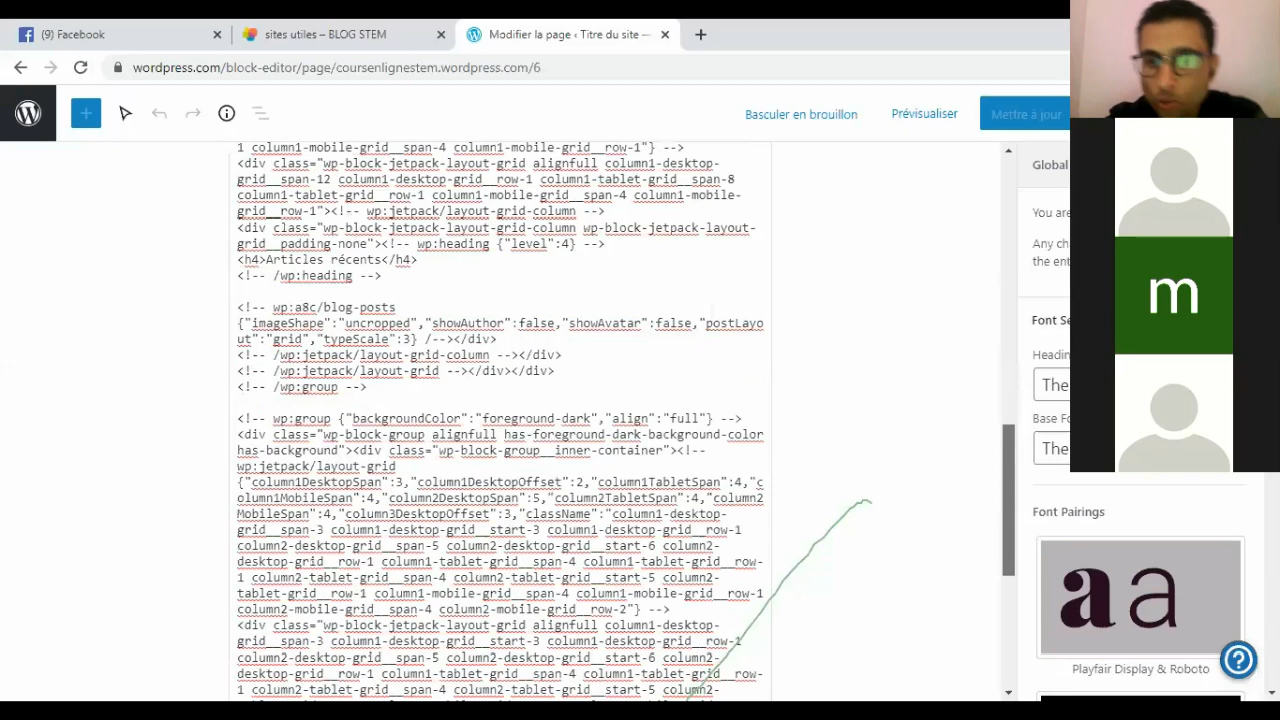 (9) Facebook
sites utiles – BLOG STEM
Modifier la page ‹ Titre du site —
wordpress.com/block-editor/page/coursenlignestem.wordpress.com/6
Basculer en brouillon
Prévisualiser
Mettre à jour
1 column1-mobile-grid__span-4 column1-mobile-grid__row-1"} -->
<div class="wp-block-jetpack-layout-grid alignfull column1-desktop-
grid__span-12 column1-desktop-grid__row-1 column1-tablet-grid__span-8
column1-tablet-grid__row-1 column1-mobile-grid__span-4 column1-mobile-
grid__row-1"><!-- wp:jetpack/layout-grid-column -->
<div class="wp-block-jetpack-layout-grid-column wp-block-jetpack-layout-
grid__padding-none"><!-- wp:heading {"level":4} -->
<h4>Articles récents</h4>
<!-- /wp:heading -->
<!-- wp:a8c/blog-posts
{"imageShape":"uncropped","showAuthor":false,"showAvatar":false,"postLayo
ut":"grid","typeScale":3} /--></div>
<!-- /wp:jetpack/layout-grid-column --></div>
<!-- /wp:jetpack/layout-grid --></div></div>
<!-- /wp:group -->
<!-- wp:group {"backgroundColor":"foreground-dark","align":"full"} -->
<div class="wp-block-group alignfull has-foreground-dark-background-color
has-background"><div class="wp-block-group__inner-container"><!--
wp:jetpack/layout-grid
{"column1DesktopSpan":3,"column1DesktopOffset":2,"column1TabletSpan":4,"c
olumn1MobileSpan":4,"column2DesktopSpan":5,"column2TabletSpan":4,"column2
MobileSpan":4,"column3DesktopOffset":3,"className":"column1-desktop-
grid__span-3 column1-desktop-grid__start-3 column1-desktop-grid__row-1
column2-desktop-grid__span-5 column2-desktop-grid__start-6 column2-
desktop-grid__row-1 column1-tablet-grid__span-4 column1-tablet-grid__row-
1 column2-tablet-grid__span-4 column2-tablet-grid__start-5 column2-
tablet-grid__row-1 column1-mobile-grid__span-4 column1-mobile-grid__row-1
column2-mobile-grid__span-4 column2-mobile-grid__row-2"} -->
<div class="wp-block-jetpack-layout-grid alignfull column1-desktop-
grid__span-3 column1-desktop-grid__start-3 column1-desktop-grid__row-1
column2-desktop-grid__span-5 column2-desktop-grid__start-6 column2-
desktop-grid__row-1 column1-tablet-grid__span-4 column1-tablet-grid__row-
1 column2-tablet-grid__span-4 column2-tablet-grid__start-5 column2-
Global
You are
Any ch
the ent
Font Se
Headin
The
Base Fo
The
Font Pairings
aa
Playfair Display & Roboto
m